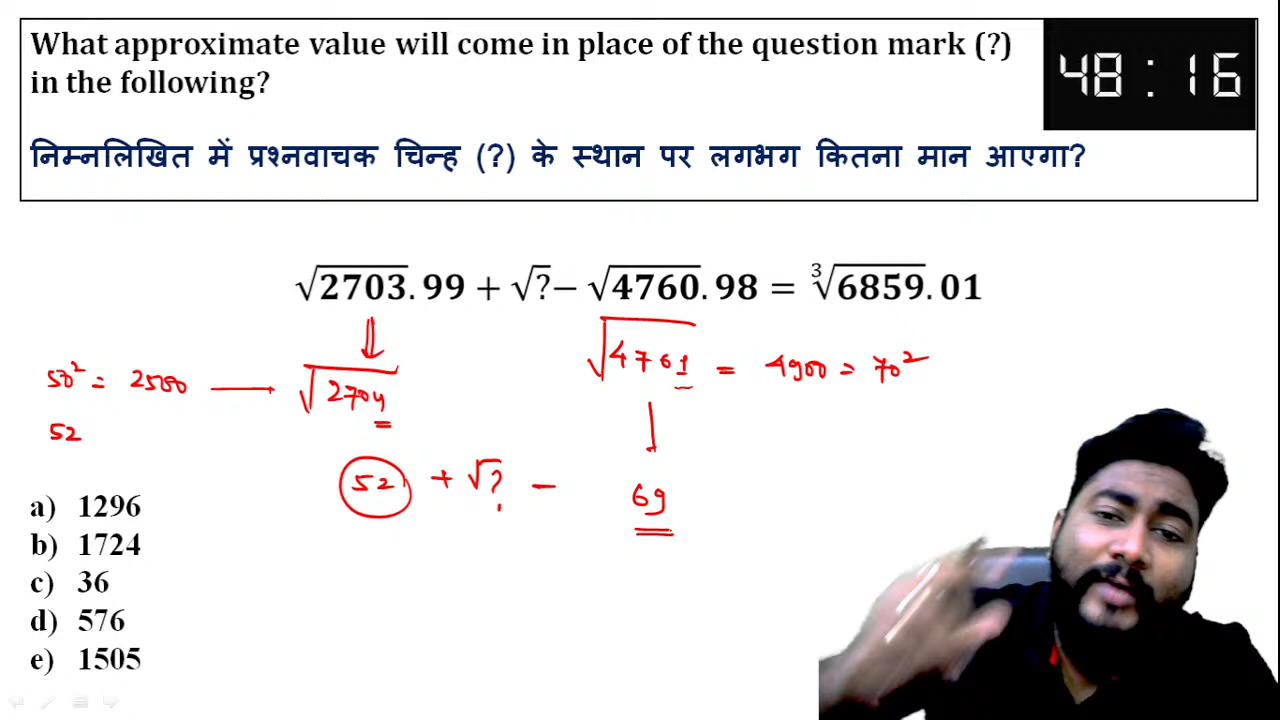 What approximate value will come in place of the question mark (?)
in the following?
48:16
निम्नलिखित में प्रश्नवाचक चिन्ह (?) के स्थान पर लगभग कितना मान आएगा?
√2703.99 + √?− √4760.98 = ∛6859.01
50² = 2500 — √2704
√4761 = 4900 = 70²
52
52 + √? − 69
a) 1296
b) 1724
c) 36
d) 576
e) 1505